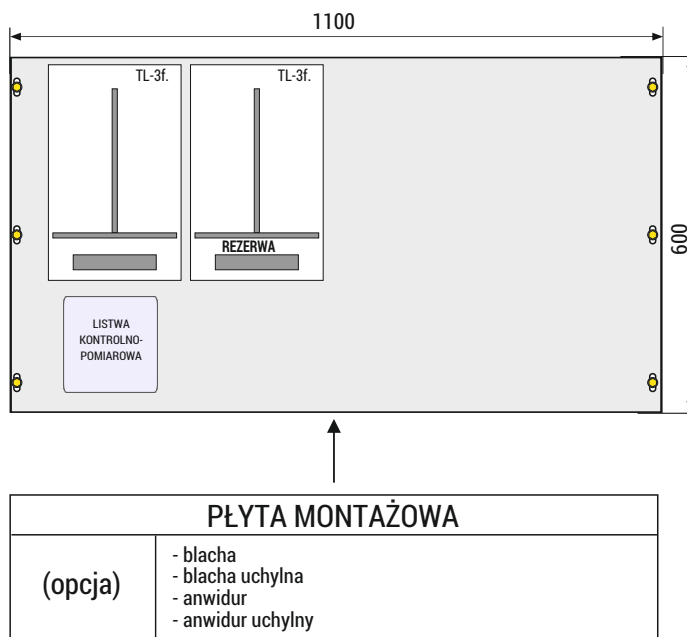 1100
TL-3f.
TL-3f.
600
REZERWA
LISTWA
KONTROLNO-
POMIAROWA
PŁYTA MONTAŻOWA
(opcja)
- blacha
- blacha uchylna
- anwidur
- anwidur uchylny